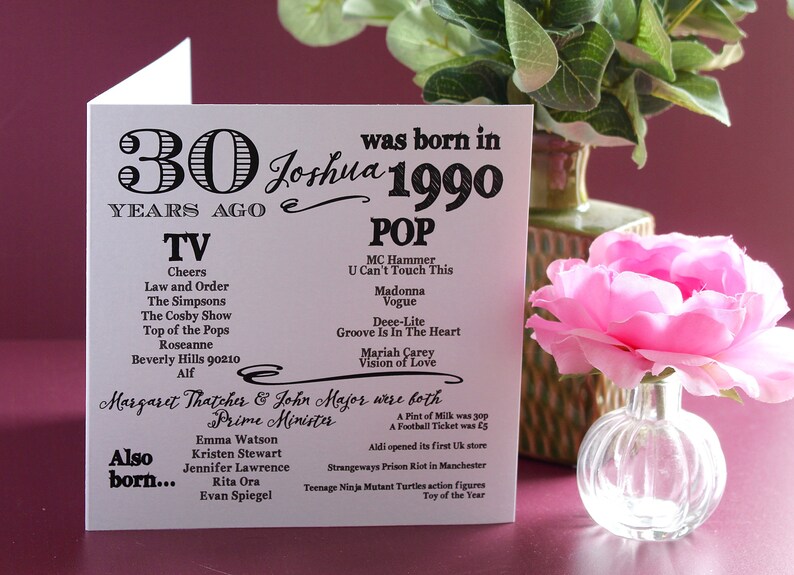 30
YEARS AGO
Joshua
was born in
1990
TV
Cheers
Law and Order
The Simpsons
The Cosby Show
Top of the Pops
Roseanne
Beverly Hills 90210
Alf
POP
MC Hammer
U Can't Touch This
Madonna
Vogue
Deee-Lite
Groove Is In The Heart
Mariah Carey
Vision of Love
Margaret Thatcher & John Major were both
Prime Minister
Also
born...
Emma Watson
Kristen Stewart
Jennifer Lawrence
Rita Ora
Evan Spiegel
A Pint of Milk was 30p
A Football Ticket was £5
Aldi opened its first Uk store
Strangeways Prison Riot in Manchester
Teenage Ninja Mutant Turtles action figures
Toy of the Year